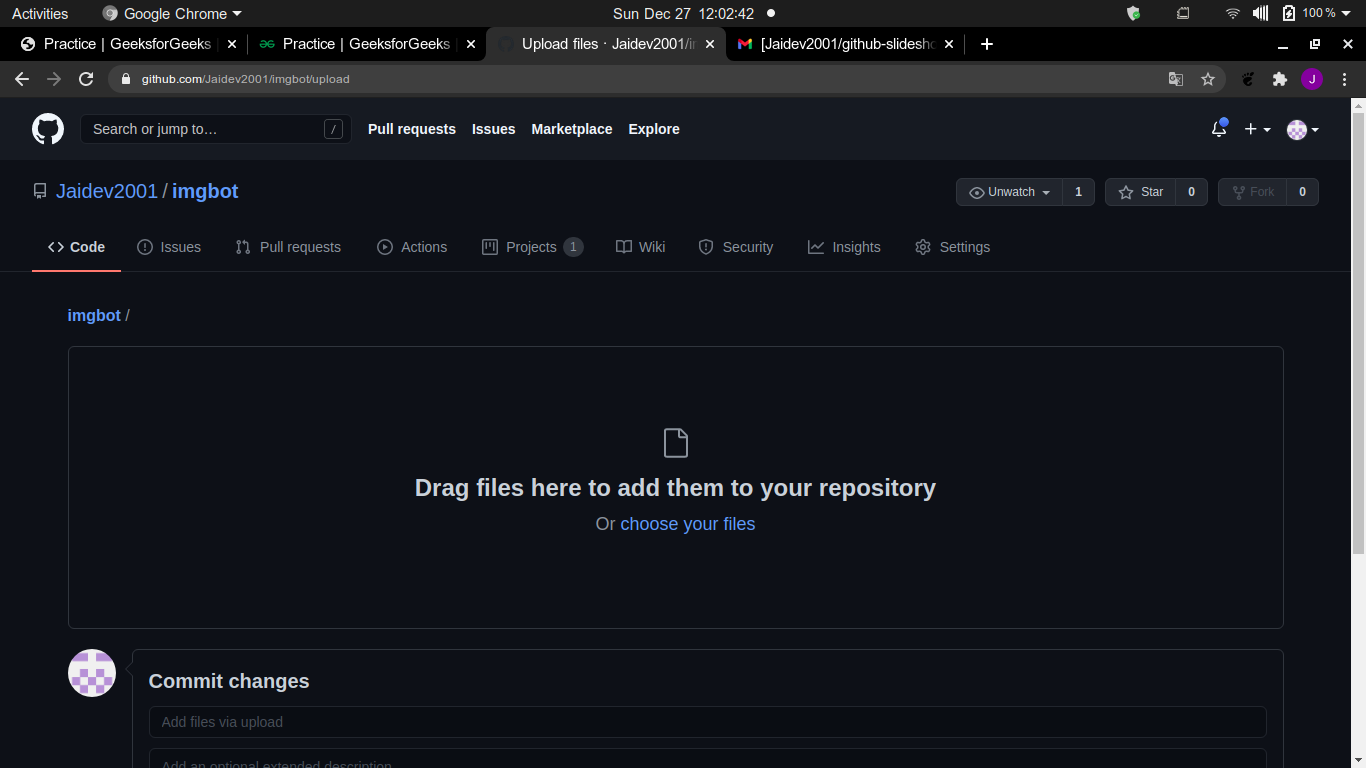 Activities Google Chrome Sun Dec 27 12:02:42 100 %
Practice | GeeksforGeeks Practice | GeeksforGeeks Upload files · Jaidev2001/i [Jaidev2001/github-slidesh
github.com/Jaidev2001/imgbot/upload J
Search or jump to… / Pull requests Issues Marketplace Explore
Jaidev2001 / imgbot Unwatch 1 Star 0 Fork 0
Code Issues Pull requests Actions Projects 1 Wiki Security Insights Settings
imgbot /
Drag files here to add them to your repository
Or choose your files
Commit changes
Add files via upload
Add an optional extended description